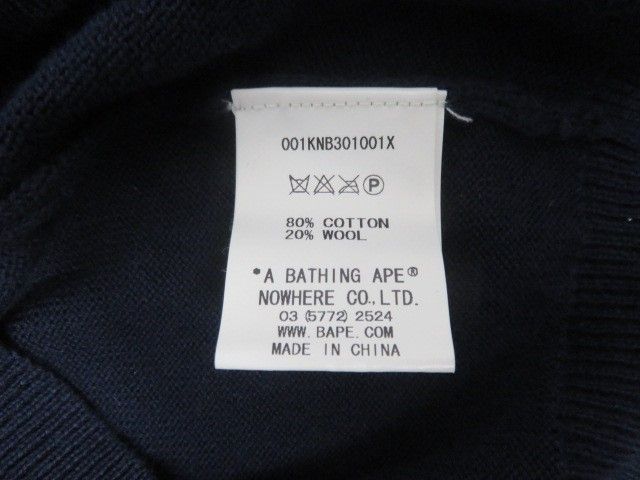 001KNB301001X
P
80% COTTON
20% WOOL
*A BATHING APE®
NOWHERE CO., LTD.
03 (5772) 2524
WWW. BAPE. COM
MADE IN CHINA